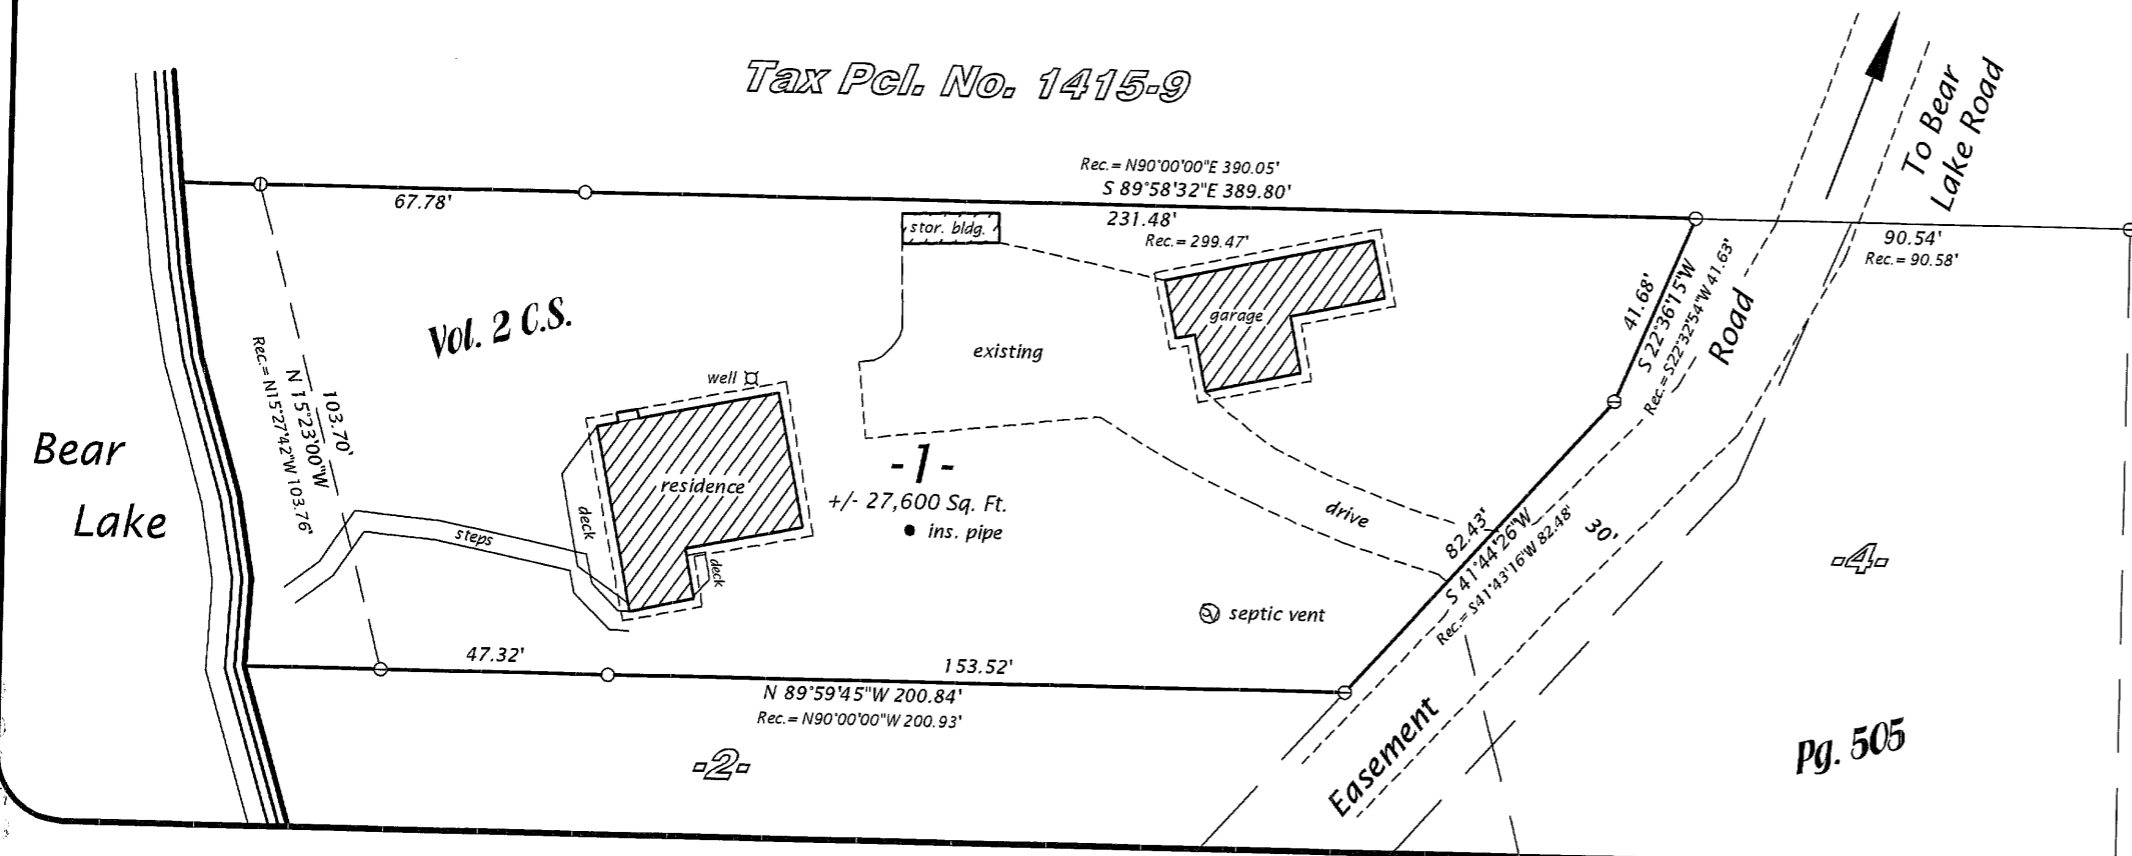 Tax Pcl. No. 1415-9
Rec.= N90°00'00"E 390.05'
S 89°58'32"E 389.80'
67.78'
231.48'
Rec.= 299.47'
90.54'
Rec.= 90.58'
To Bear
Lake Road
stor. bldg.
garage
existing
41.68'
S 22°36'15"W
Rec.= S22°32'54"W 41.63'
Road
Vol. 2 C.S.
well
103.70'
N 15°23'00"W
Rec.= N15°27'42"W 103.76'
Bear
Lake
residence
deck
deck
steps
-1-
+/- 27,600 Sq. Ft.
ins. pipe
drive
82.43'
S 41°44'26"W
Rec.= S41°43'16"W 82.48'
30'
-4-
septic vent
47.32'
153.52'
N 89°59'45"W 200.84'
Rec.= N90°00'00"W 200.93'
-2-
Easement
Pg. 505